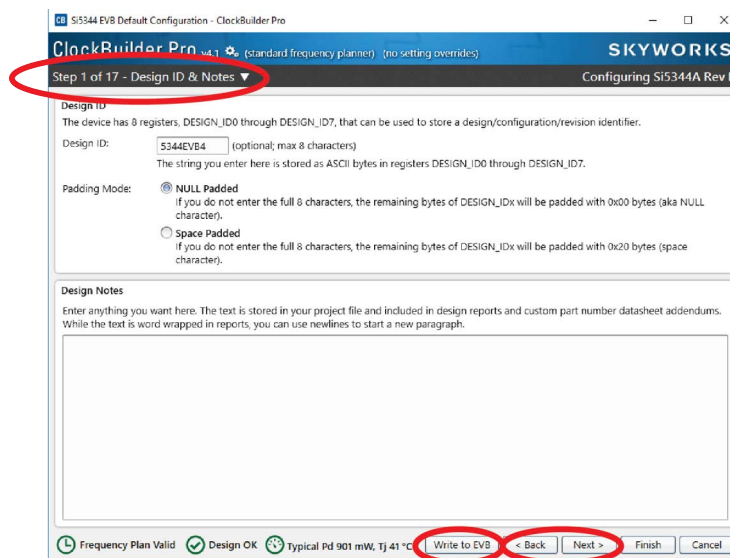 CB Si5344 EVB Default Configuration - ClockBuilder Pro
ClockBuilder Pro v4.1 (standard frequency planner) (no setting overrides) SKYWORKS
Step 1 of 17 - Design ID & Notes ▼ Configuring Si5344A Rev
Design ID
The device has 8 registers, DESIGN_ID0 through DESIGN_ID7, that can be used to store a design/configuration/revision identifier.
Design ID: 5344EVB4 (optional; max 8 characters)
The string you enter here is stored as ASCII bytes in registers DESIGN_ID0 through DESIGN_ID7.
Padding Mode: NULL Padded
If you do not enter the full 8 characters, the remaining bytes of DESIGN_IDx will be padded with 0x00 bytes (aka NULL
character).
Space Padded
If you do not enter the full 8 characters, the remaining bytes of DESIGN_IDx will be padded with 0x20 bytes (space
character).
Design Notes
Enter anything you want here. The text is stored in your project file and included in design reports and custom part number datasheet addendums.
While the text is word wrapped in reports, you can use newlines to start a new paragraph.
Frequency Plan Valid Design OK Typical Pd 901 mW, Tj 41 °C Write to EVB < Back Next > Finish Cancel